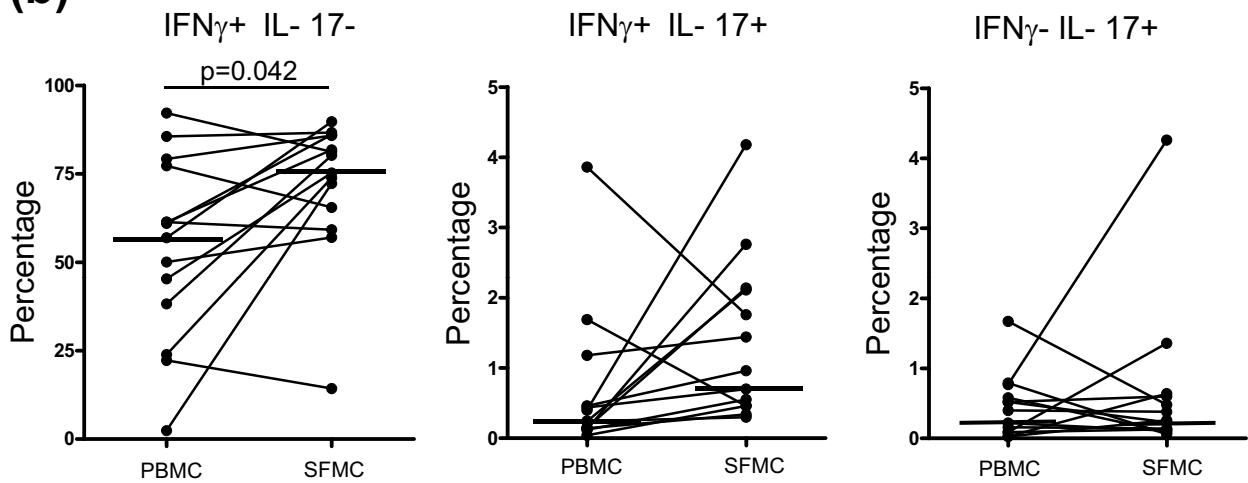 (b)
IFNγ+ IL- 17-
p=0.042
100
75
50
25
0
Percentage
PBMC SFMC
IFNγ+ IL- 17+
5
4
3
2
1
0
Percentage
PBMC SFMC
IFNγ- IL- 17+
5
4
3
2
1
0
Percentage
PBMC SFMC